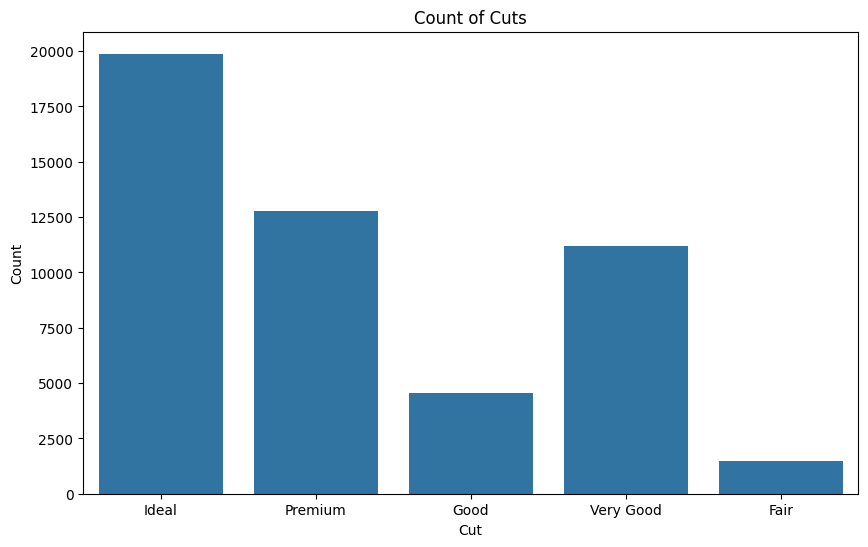 Count of Cuts
20000
17500
15000
12500
10000
7500
5000
2500
0
Count
Ideal
Premium
Good
Very Good
Fair
Cut